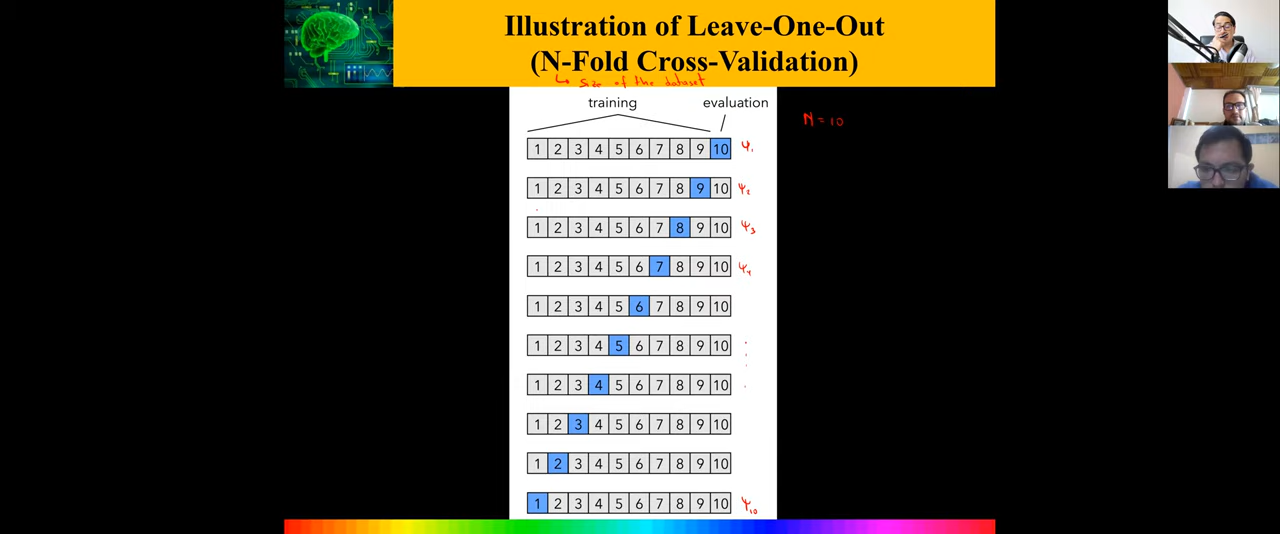 Illustration of Leave-One-Out
(N-Fold Cross-Validation)
↳ size of the dataset
training evaluation
N = 10
1 2 3 4 5 6 7 8 9 10 Ψ1
1 2 3 4 5 6 7 8 9 10 Ψ2
1 2 3 4 5 6 7 8 9 10 Ψ3
1 2 3 4 5 6 7 8 9 10 Ψ4
1 2 3 4 5 6 7 8 9 10
1 2 3 4 5 6 7 8 9 10
1 2 3 4 5 6 7 8 9 10
1 2 3 4 5 6 7 8 9 10
1 2 3 4 5 6 7 8 9 10
1 2 3 4 5 6 7 8 9 10 Ψ10